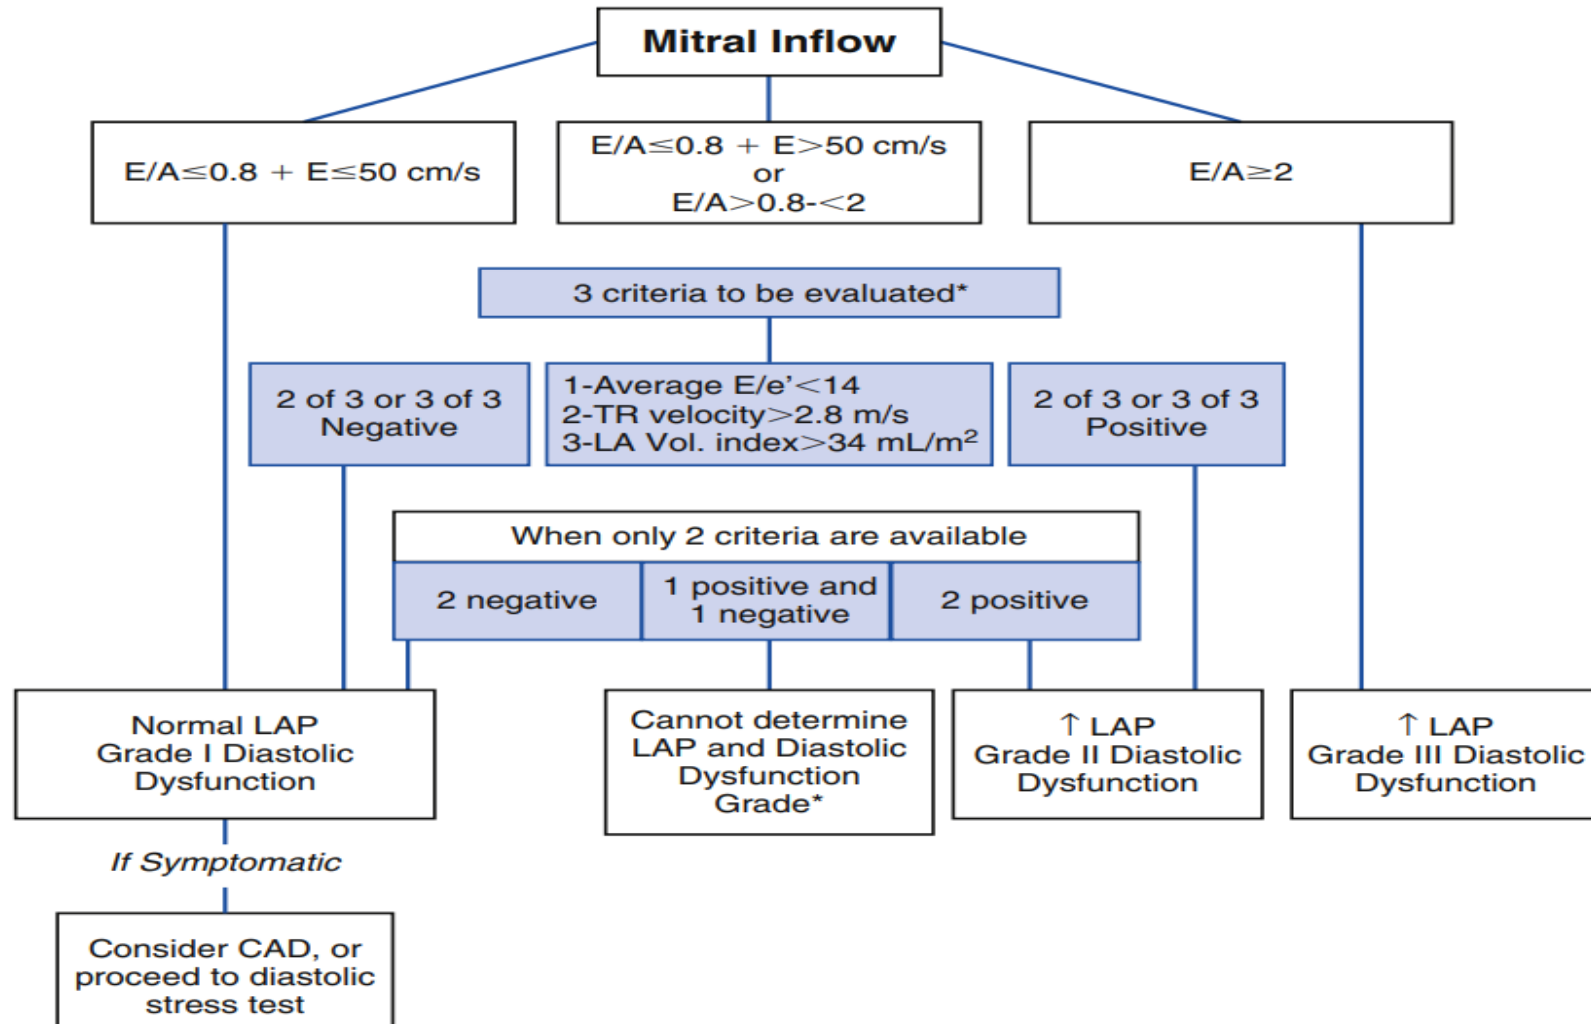 Mitral Inflow
E/A≤0.8 + E≤50 cm/s
E/A≤0.8 + E>50 cm/s
or
E/A>0.8-<2
E/A≥2
3 criteria to be evaluated*
2 of 3 or 3 of 3
Negative
1-Average E/e’<14
2-TR velocity>2.8 m/s
3-LA Vol. index>34 mL/m²
2 of 3 or 3 of 3
Positive
When only 2 criteria are available
2 negative
1 positive and
1 negative
2 positive
Normal LAP
Grade I Diastolic
Dysfunction
Cannot determine
LAP and Diastolic
Dysfunction
Grade*
↑ LAP
Grade II Diastolic
Dysfunction
↑ LAP
Grade III Diastolic
Dysfunction
If Symptomatic
Consider CAD, or
proceed to diastolic
stress test